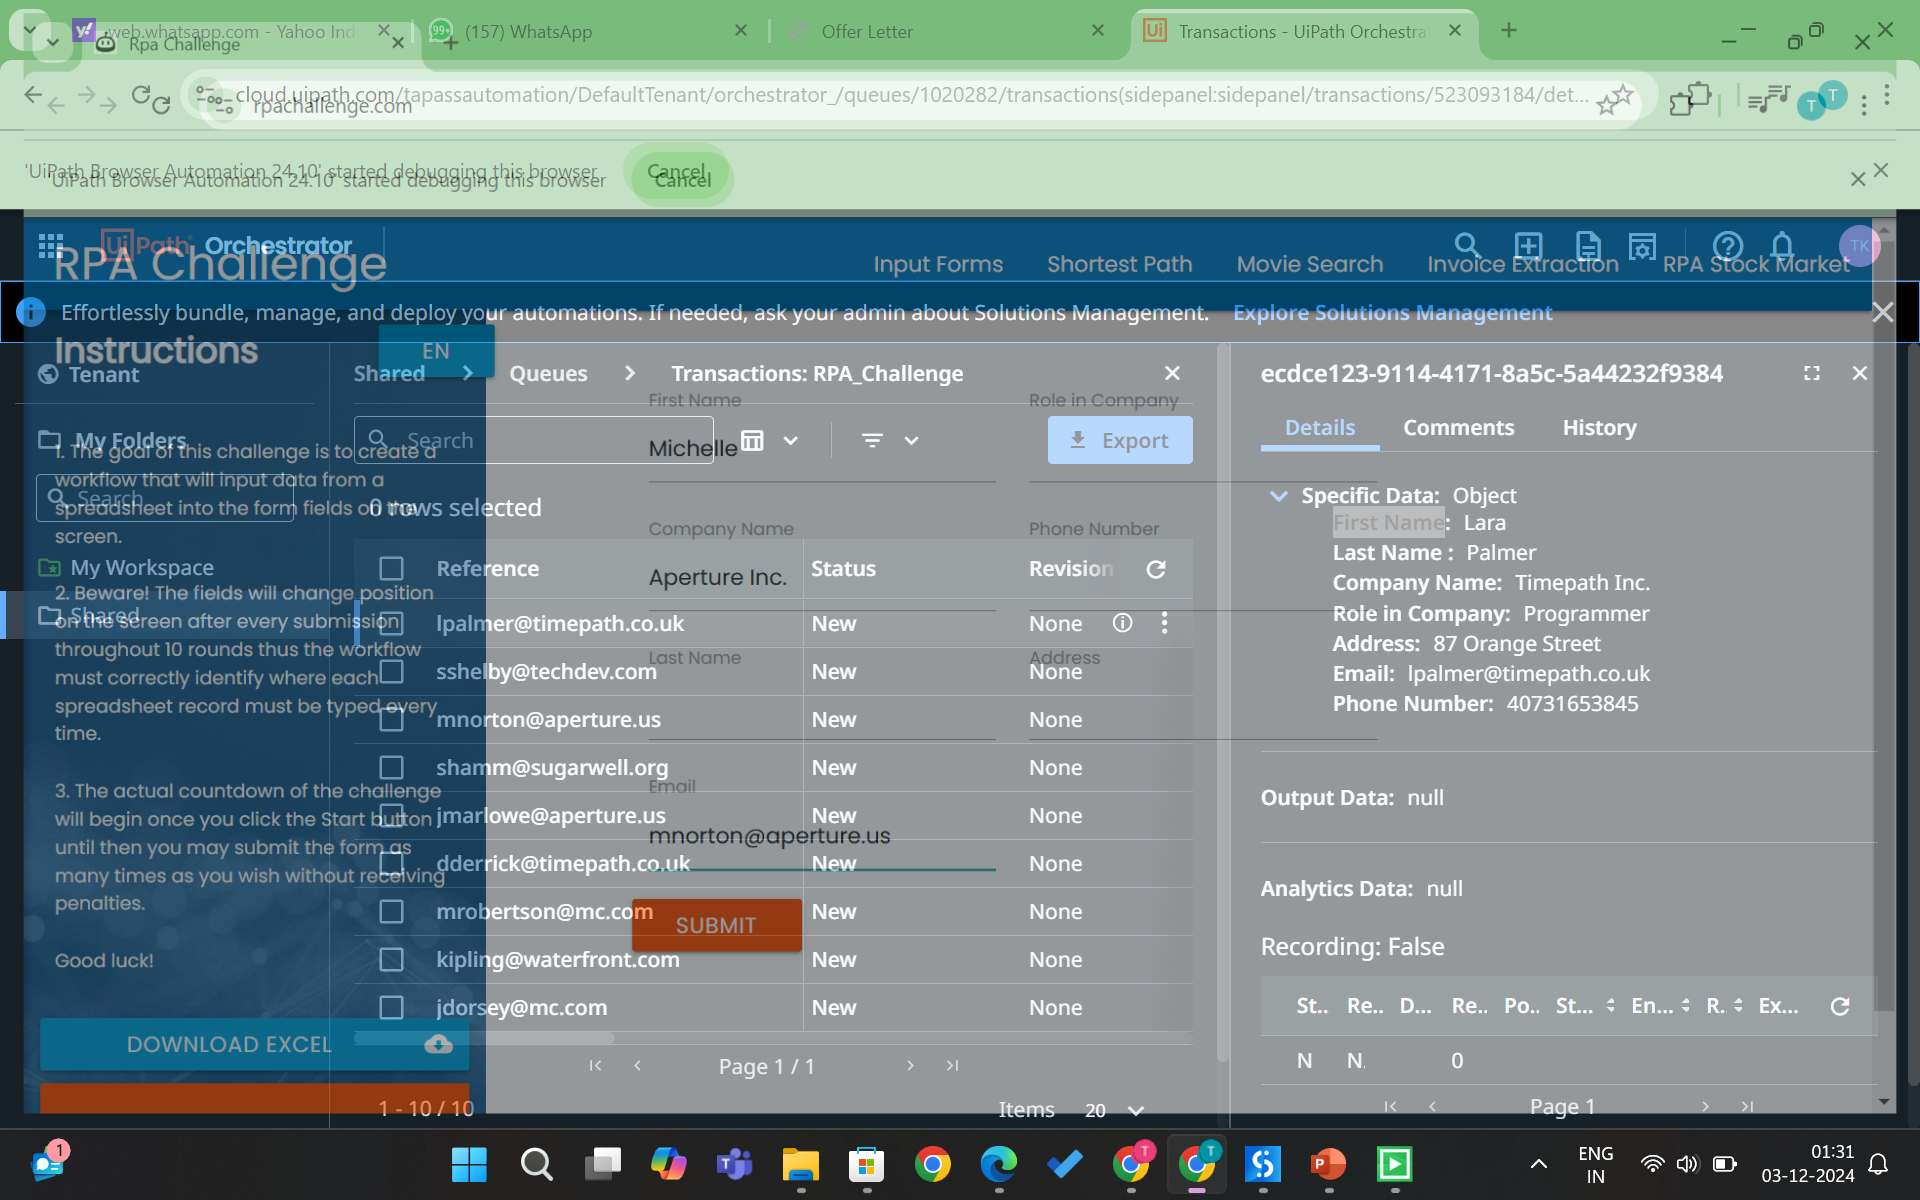 web.whatsapp.com - Yahoo Ind
Rpa Challenge
(157) WhatsApp
Offer Letter
Transactions - UiPath Orchestra
cloud.uipath.com/tapassautomation/DefaultTenant/orchestrator_/queues/1020282/transactions(sidepanel:sidepanel/transactions/523093184/det...
rpachallenge.com
'UiPath Browser Automation 24.10' started debugging this browser
Cancel
'UiPath Browser Automation 24.10' started debugging this browser
Cancel
UiPath Orchestrator
TK
RPA Challenge
Input Forms
Shortest Path
Movie Search
Invoice Extraction
RPA Stock Market
Effortlessly bundle, manage, and deploy your automations. If needed, ask your admin about Solutions Management.
Explore Solutions Management
Instructions
EN
Tenant
Shared
Queues
Transactions: RPA_Challenge
ecdce123-9114-4171-8a5c-5a44232f9384
First Name
Role in Company
Details
Comments
History
My Folders
Search
Michelle
Export
1. The goal of this challenge is to create a
workflow that will input data from a
spreadsheet into the form fields on the
screen.
Search
0 rows selected
Specific Data: Object
First Name: Lara
Last Name : Palmer
Company Name: Timepath Inc.
Role in Company: Programmer
Address: 87 Orange Street
Email: lpalmer@timepath.co.uk
Phone Number: 40731653845
Company Name
Phone Number
Aperture Inc.
My Workspace
Shared
Reference
Status
Revision
2. Beware! The fields will change position
on the screen after every submission
throughout 10 rounds thus the workflow
must correctly identify where each
spreadsheet record must be typed every
time.
lpalmer@timepath.co.uk New None
Last Name
Address
sshelby@techdev.com New None
mnorton@aperture.us New None
shamm@sugarwell.org New None
Email
jmarlowe@aperture.us New None
mnorton@aperture.us
dderrick@timepath.co.uk New None
mrobertson@mc.com New None
SUBMIT
kipling@waterfront.com New None
jdorsey@mc.com New None
3. The actual countdown of the challenge
will begin once you click the Start button
until then you may submit the form as
many times as you wish without receiving
penalties.
Good luck!
Output Data: null
Analytics Data: null
Recording: False
St.. Re.. D... Re.. Po.. St... En... R. Ex...
N N. 0
DOWNLOAD EXCEL
Page 1 / 1
Page 1
1 - 10 / 10
Items 20
1
ENG
IN
01:31
03-12-2024